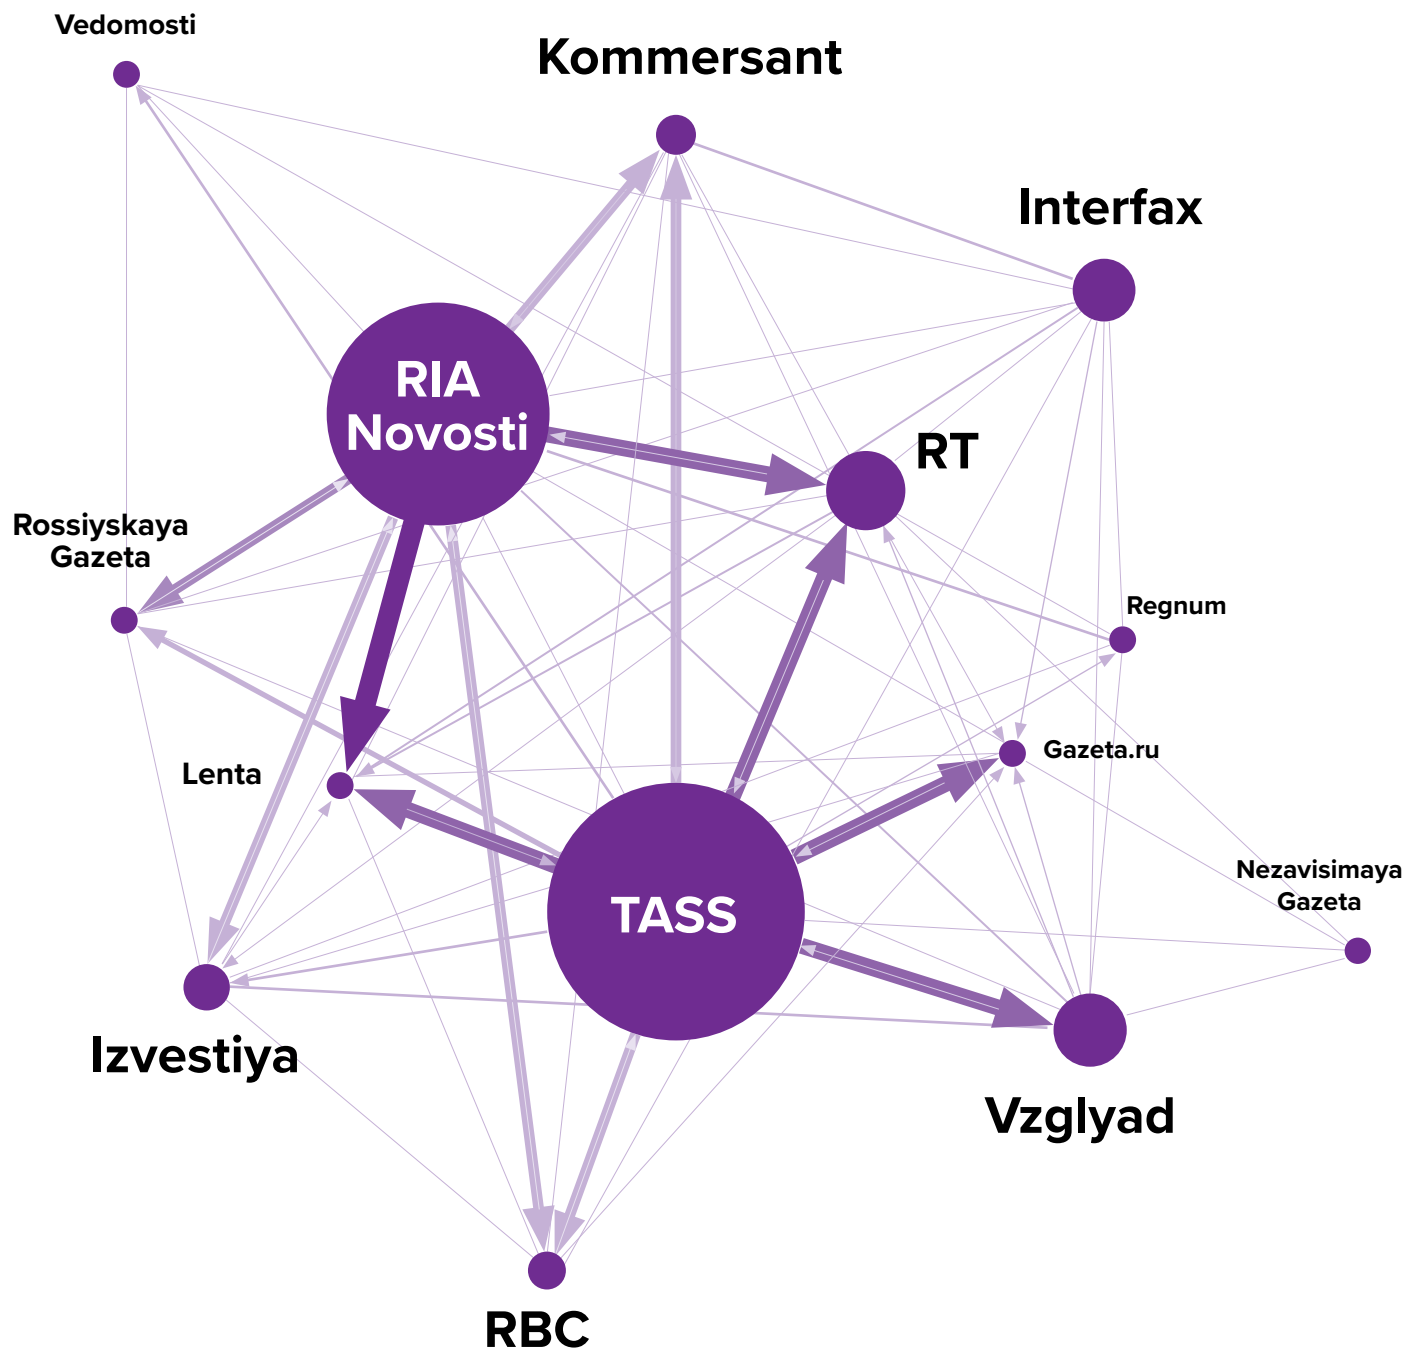 Vedomosti
Kommersant
Interfax
RIA
Novosti
RT
Rossiyskaya
Gazeta
Regnum
Gazeta.ru
Lenta
Nezavisimaya
Gazeta
TASS
Izvestiya
Vzglyad
RBC